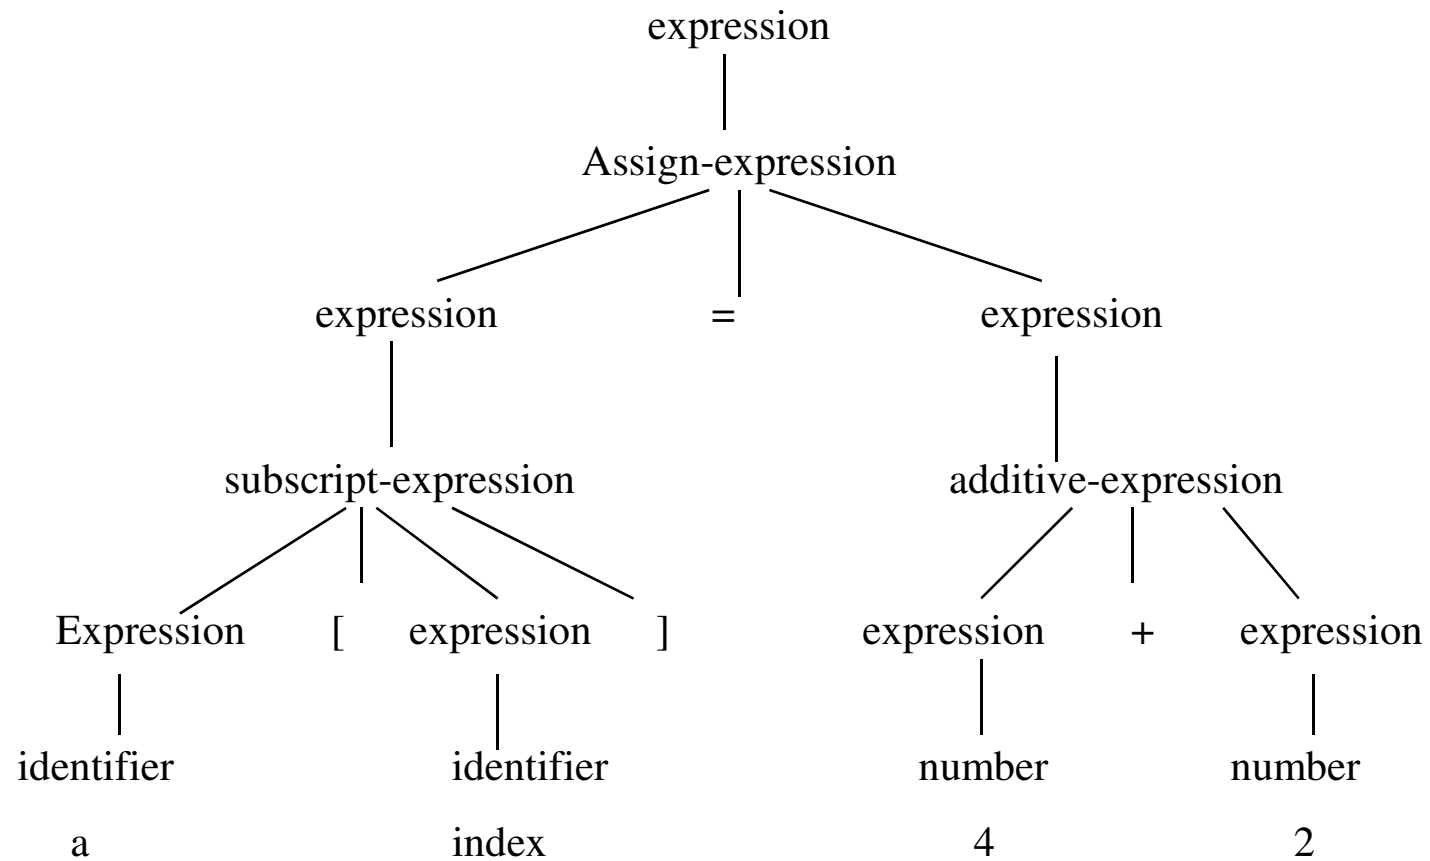 expression
Assign-expression
expression = expression
subscript-expression additive-expression
Expression [ expression ] expression + expression
identifier identifier number number
a index 4 2